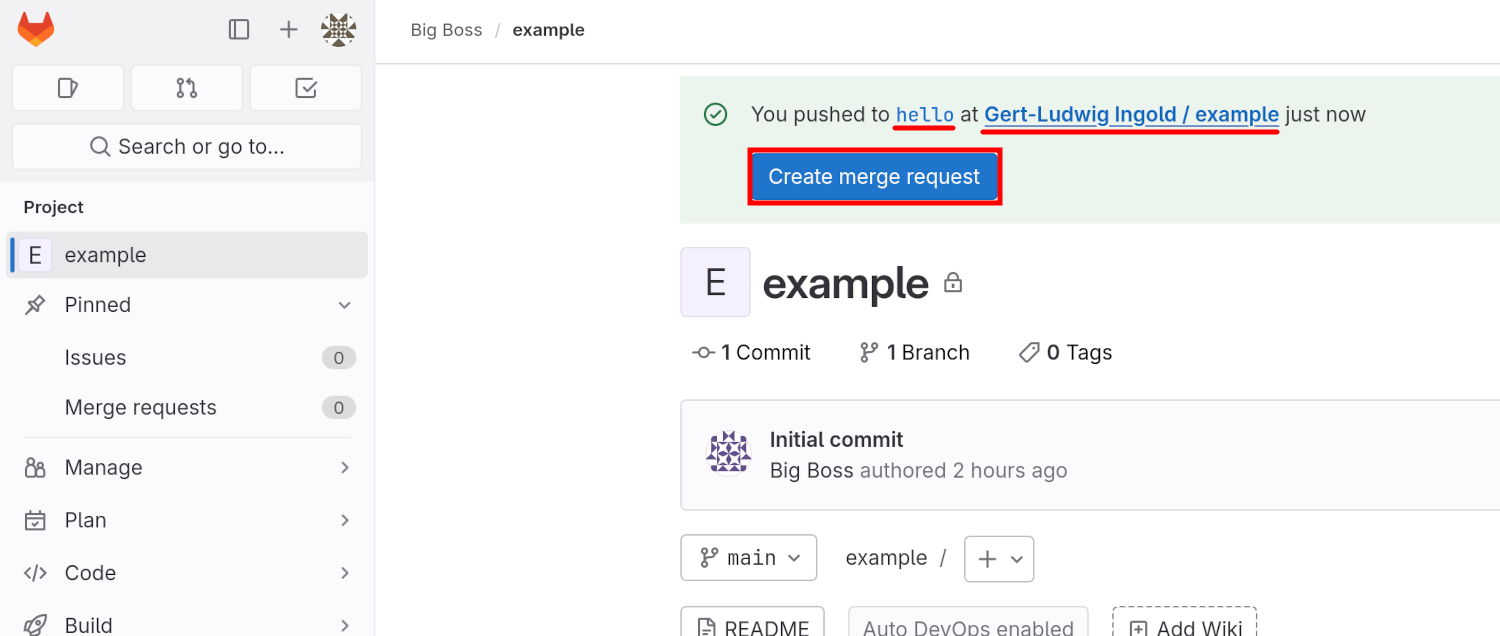 Big Boss / example
Search or go to...
Project
E example
Pinned
Issues 0
Merge requests 0
Manage
Plan
Code
Build
You pushed to hello at Gert-Ludwig Ingold / example just now
Create merge request
E example
1 Commit 1 Branch 0 Tags
Initial commit
Big Boss authored 2 hours ago
main example / +
README Auto DevOps enabled Add Wiki